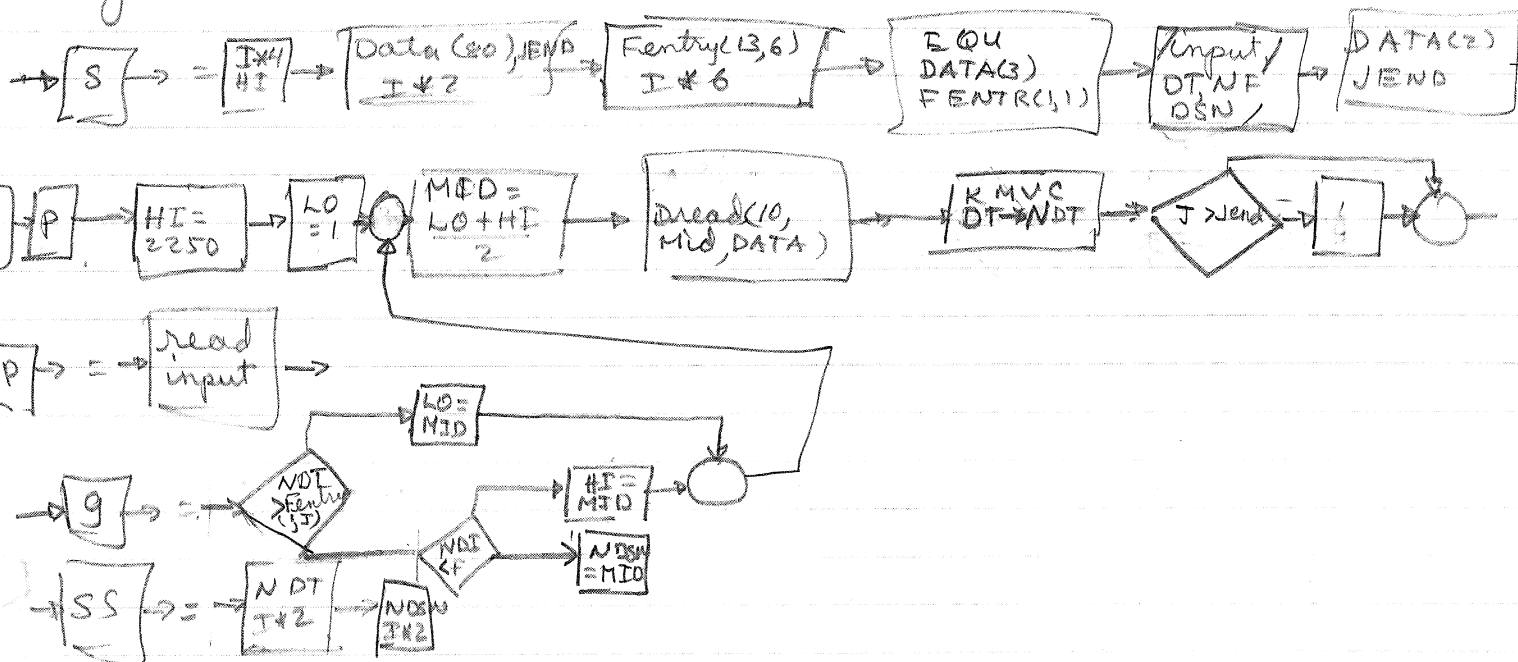 S = I*4 HI Data(80),JEND I*2 Fentry(13,6) I*6 EQU DATA(3) FENTR(1,1) input/ DT,NF DSN/ DATA(2) JEND
P HI= 2250 LO =1 MID= LO+HI 2 Dread(10, Mid,DATA) KMVC DT→NDT J>Jend
P = read input
LO= MID
g = NDT >Fentry (j,I) NDT < HI= MID
NDSN =MID
SS = NDT I*2 NDSN I*2